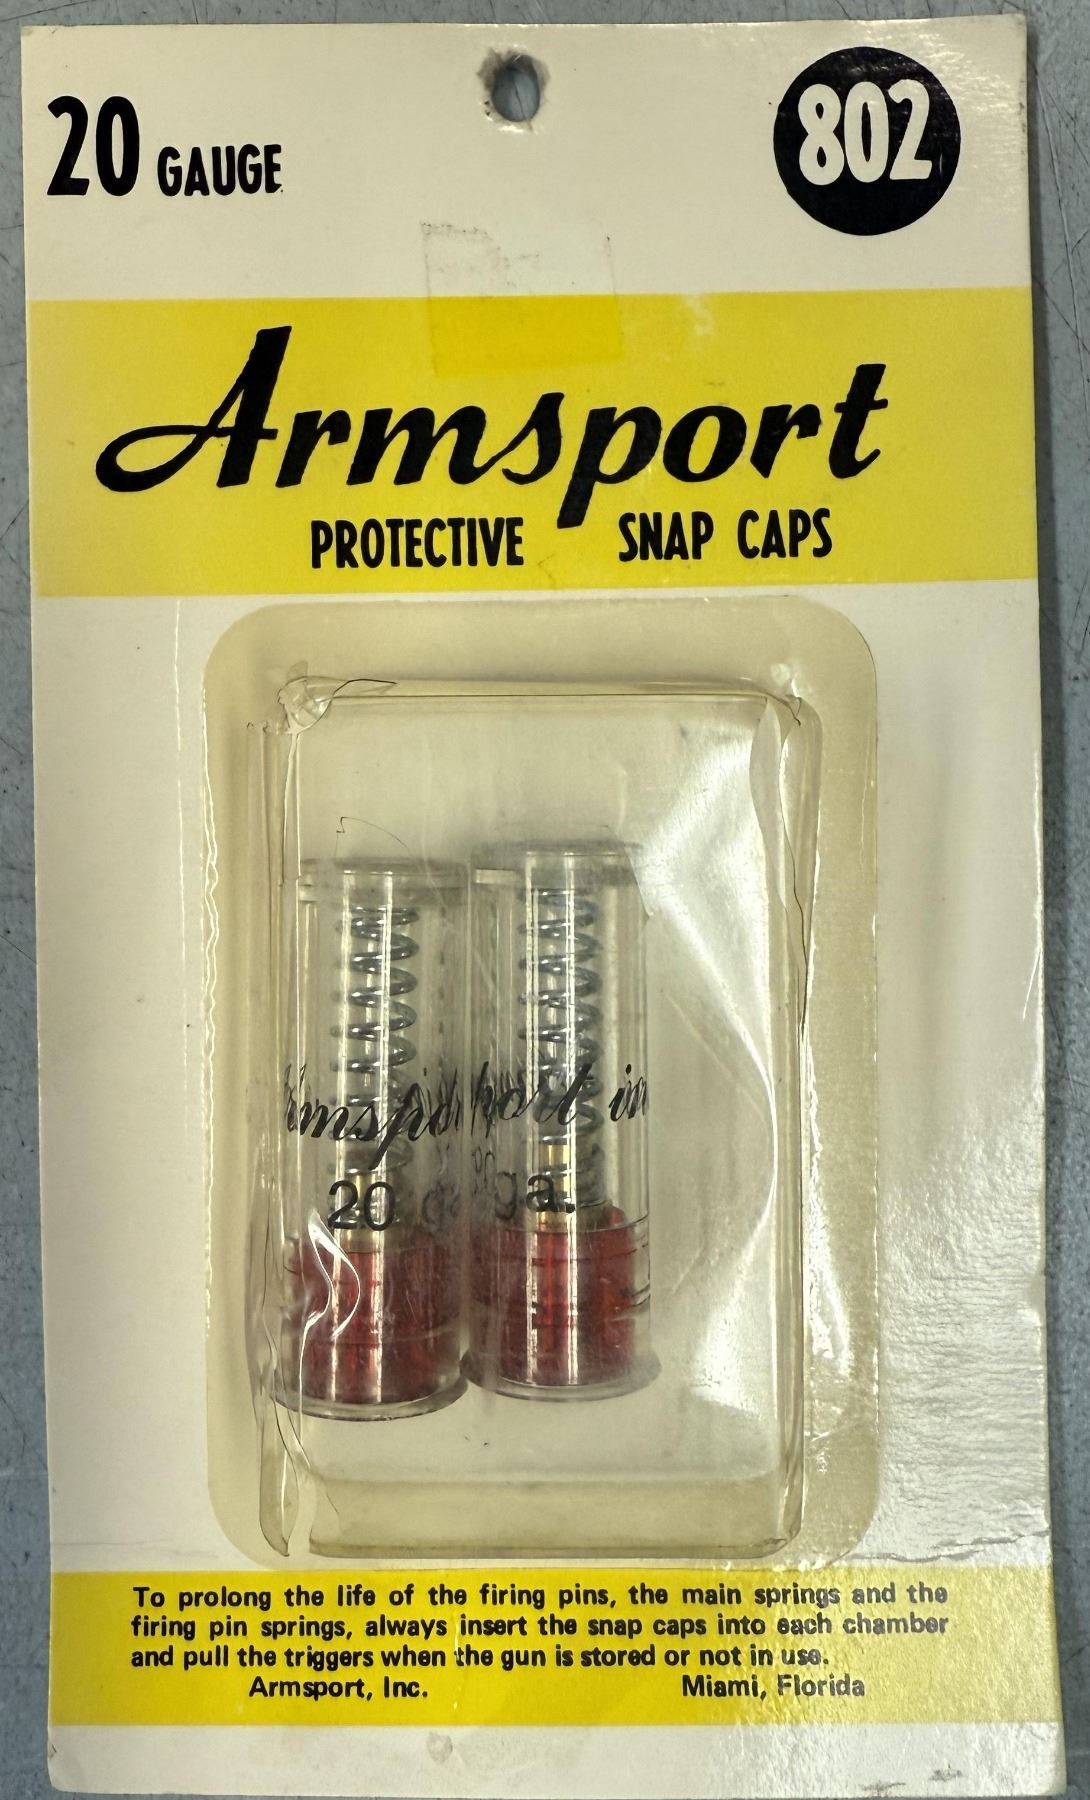 20 GAUGE
802
Armsport
PROTECTIVE SNAP CAPS
Armsport in
20 ga.
To prolong the life of the firing pins, the main springs and the
firing pin springs, always insert the snap caps into each chamber
and pull the triggers when the gun is stored or not in use.
Armsport, Inc. Miami, Florida